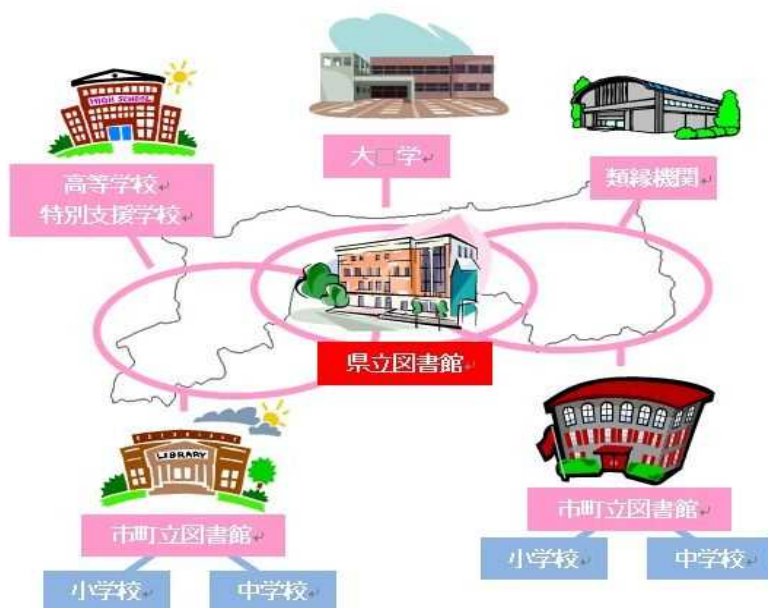 HIGH SCHOOL
大□学
高等学校
特別支援学校
類縁機関
県立図書館
LIBRARY
市町立図書館
小学校
中学校
市町立図書館
小学校
中学校